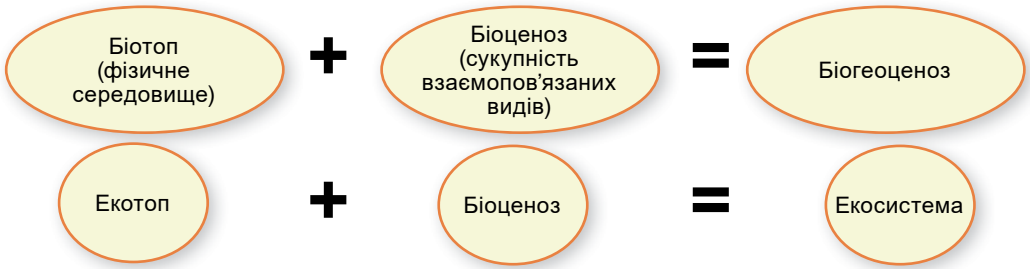 Біотоп
(фізичне
середовище)
+
Біоценоз
(сукупність
взаємопов’язаних
видів)
=
Біогеоценоз
Екотоп
+
Біоценоз
=
Екосистема